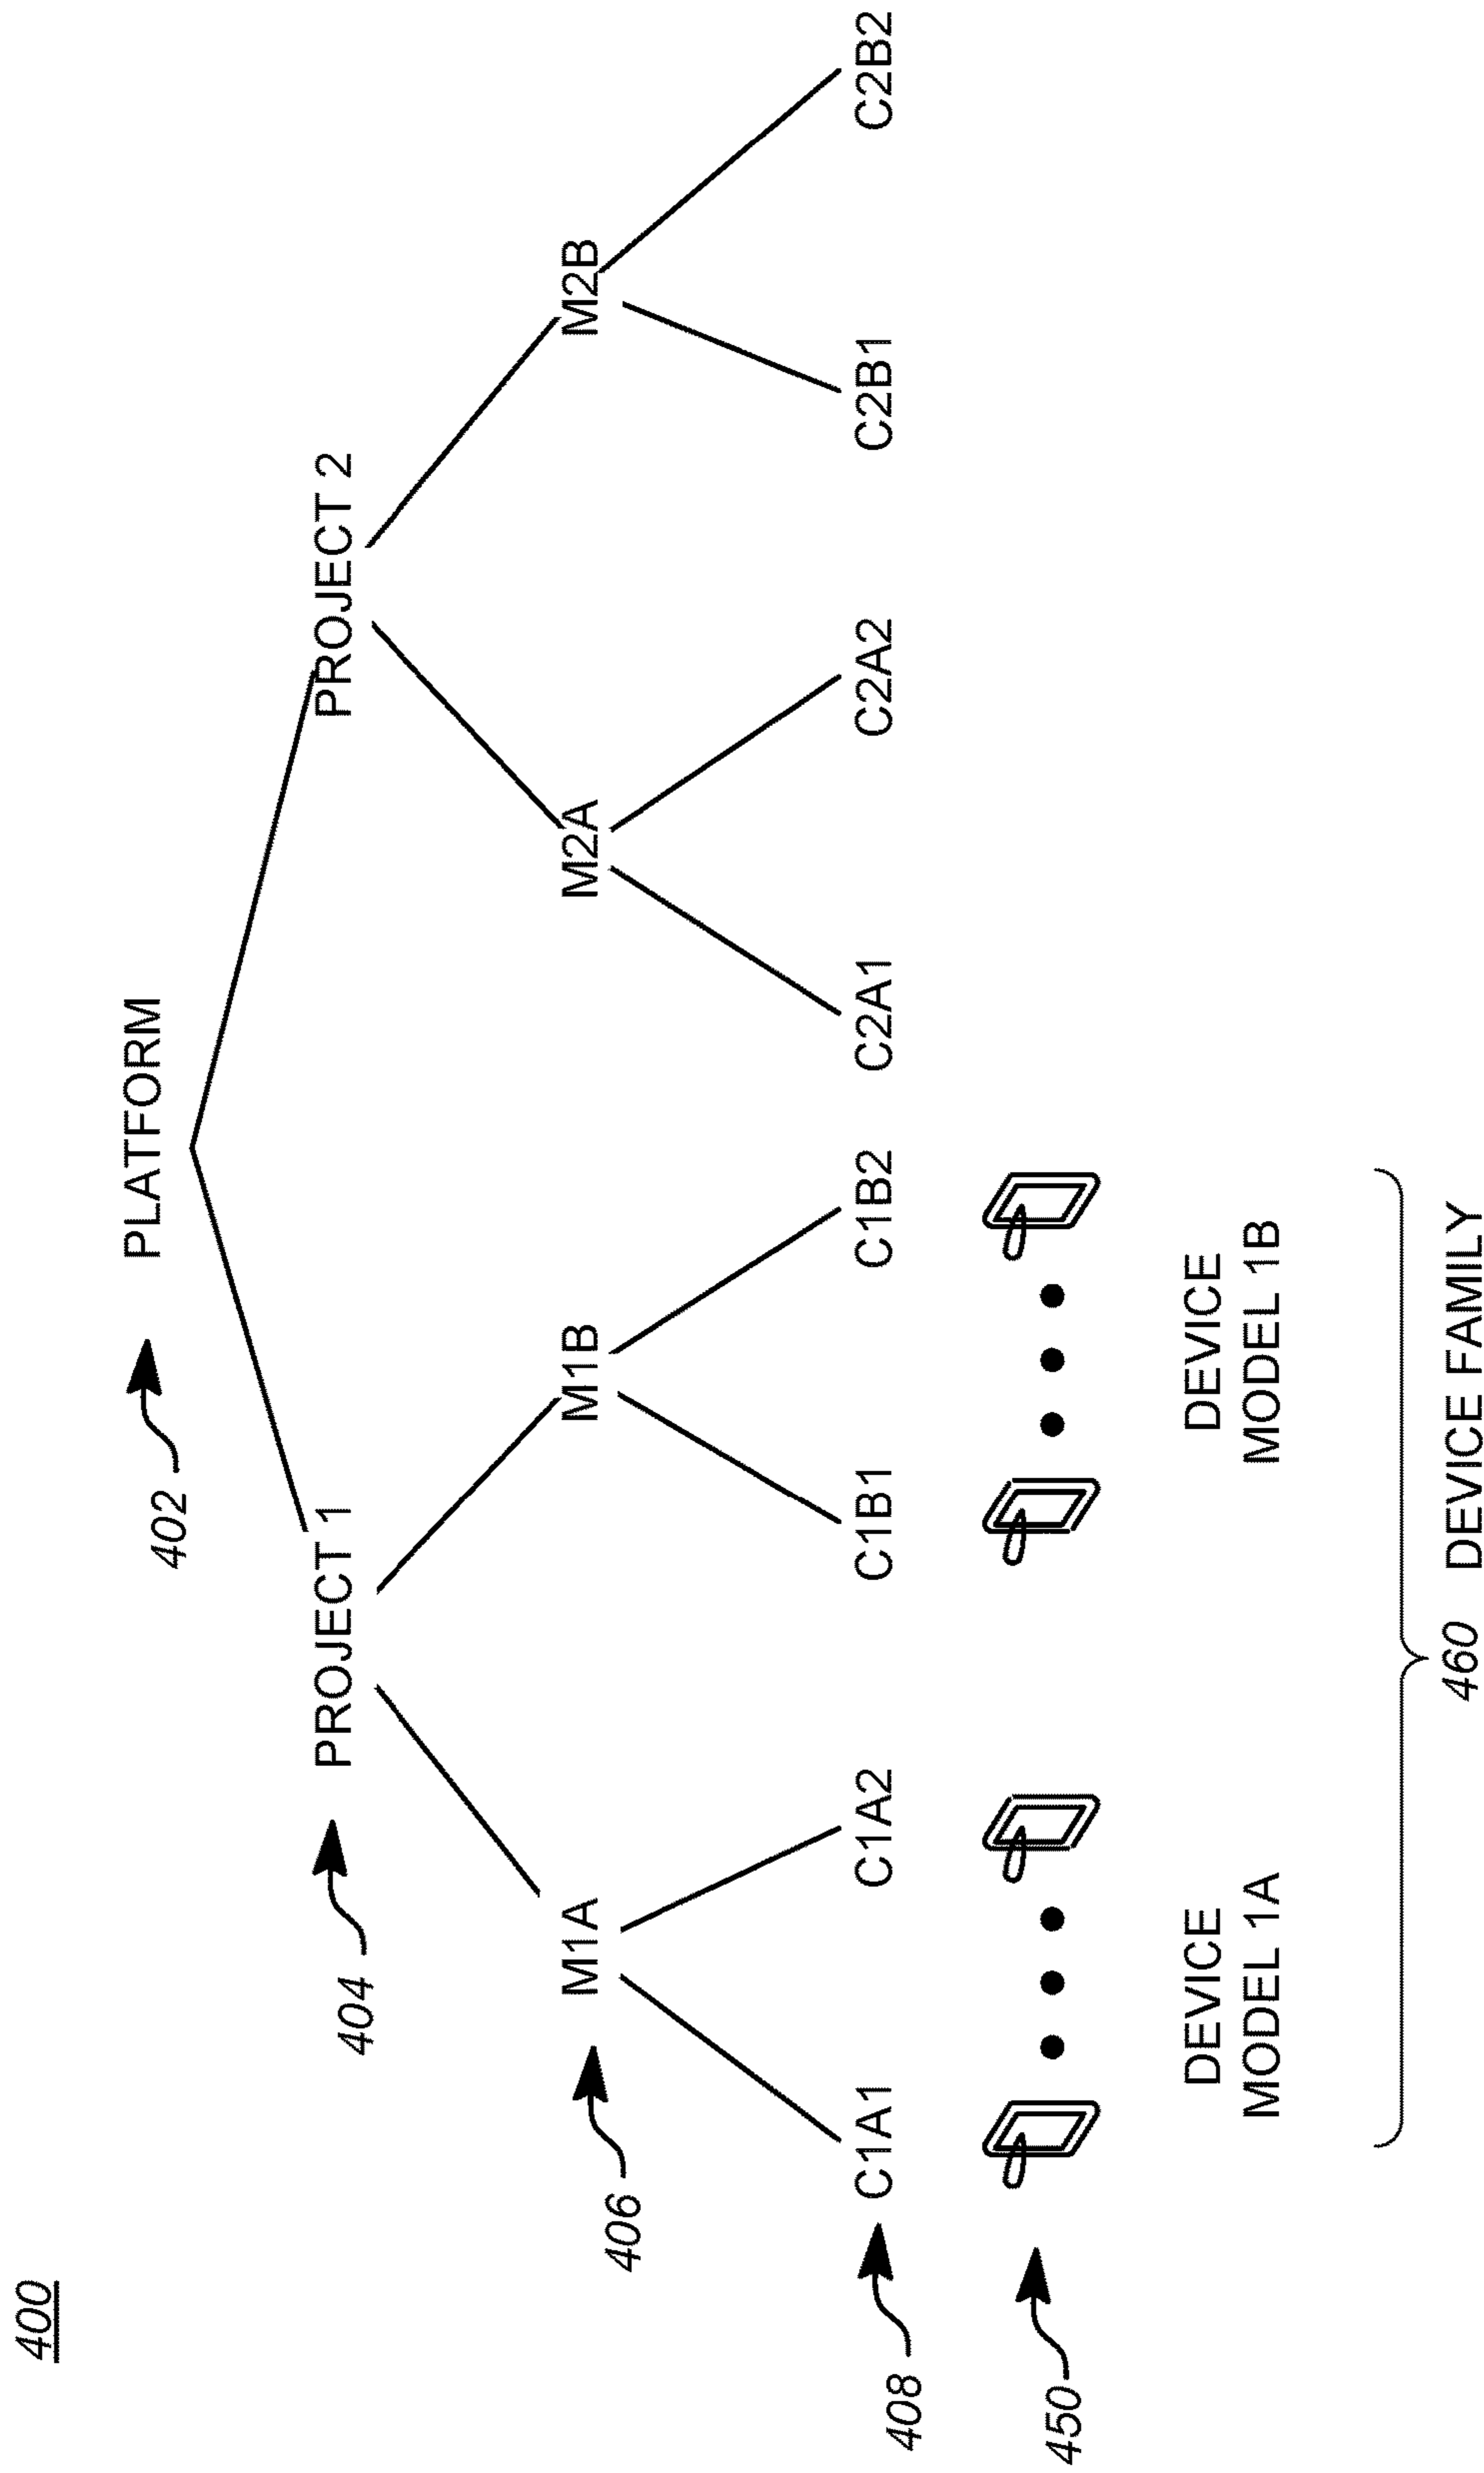 400
402
PLATFORM
404
PROJECT 1
PROJECT 2
406
M1A
M1B
M2A
M2B
408
C1A1
C1A2
C1B1
C1B2
C2A1
C2A2
C2B1
C2B2
450
DEVICE
MODEL 1A
DEVICE
MODEL 1B
460 DEVICE FAMILY